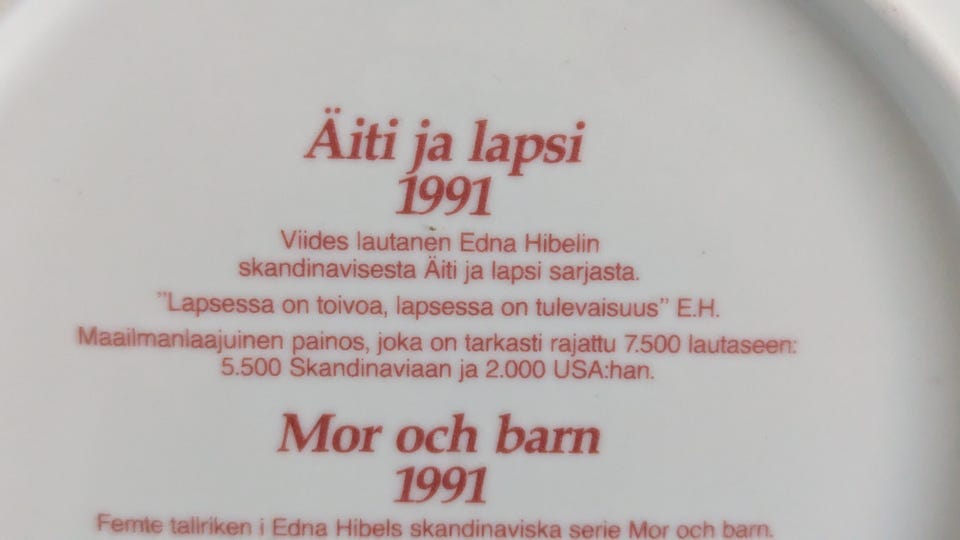 Äiti ja lapsi
1991
Viides lautanen Edna Hibelin
skandinavisesta Äiti ja lapsi sarjasta.
”Lapsessa on toivoa, lapsessa on tulevaisuus” E.H.
Maailmanlaajuinen painos, joka on tarkasti rajattu 7.500 lautaseen:
5.500 Skandinaviaan ja 2.000 USA:han.
Mor och barn
1991
Femte tallriken i Edna Hibels skandinaviska serie Mor och barn.